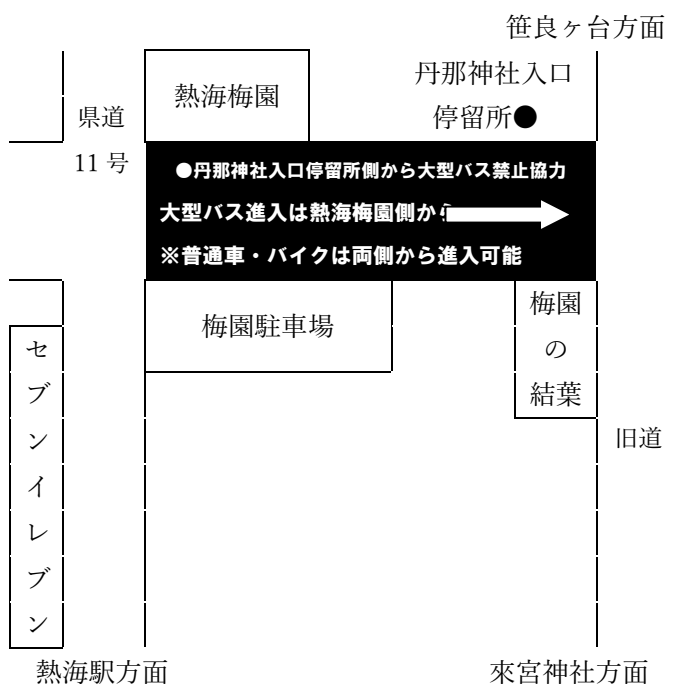 笹良ヶ台方面
丹那神社入口
停留所●
熱海梅園
県道
11号
●丹那神社入口停留所側から大型バス禁止協力
大型バス進入は熱海梅園側から
※普通車・バイクは両側から進入可能
梅園駐車場
梅園
の
結葉
セブンイレブン
旧道
熱海駅方面
來宮神社方面